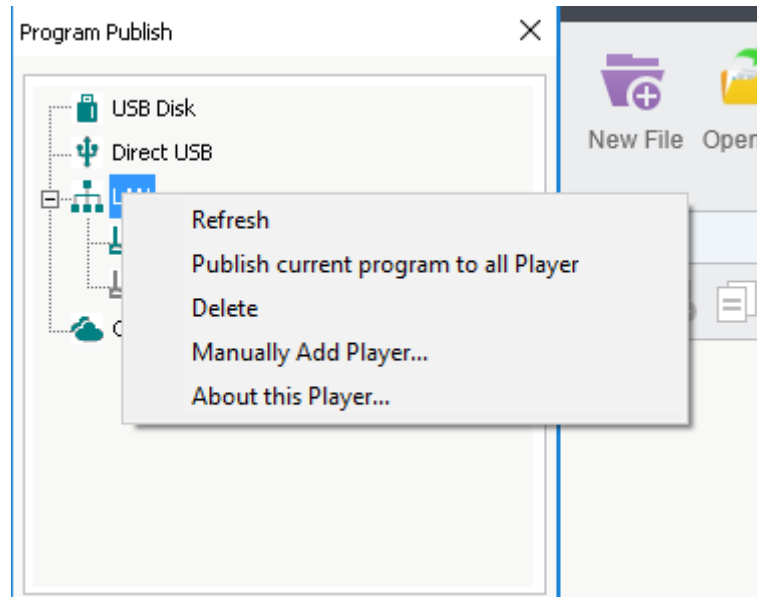 Program Publish
USB Disk
Direct USB
New File
Open
Refresh
Publish current program to all Player
Delete
Manually Add Player...
About this Player...